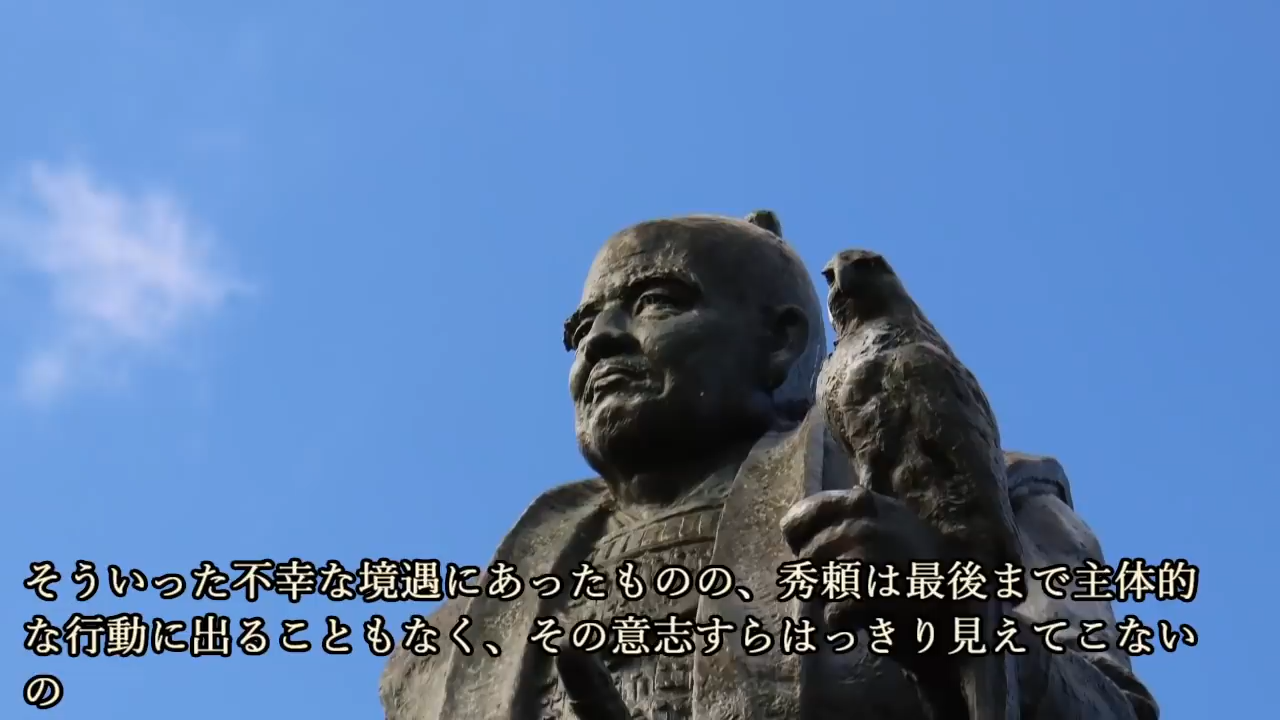 そういった不幸な境遇にあったものの、秀頼は最後まで主体的
な行動に出ることもなく、その意志すらはっきり見えてこない
の